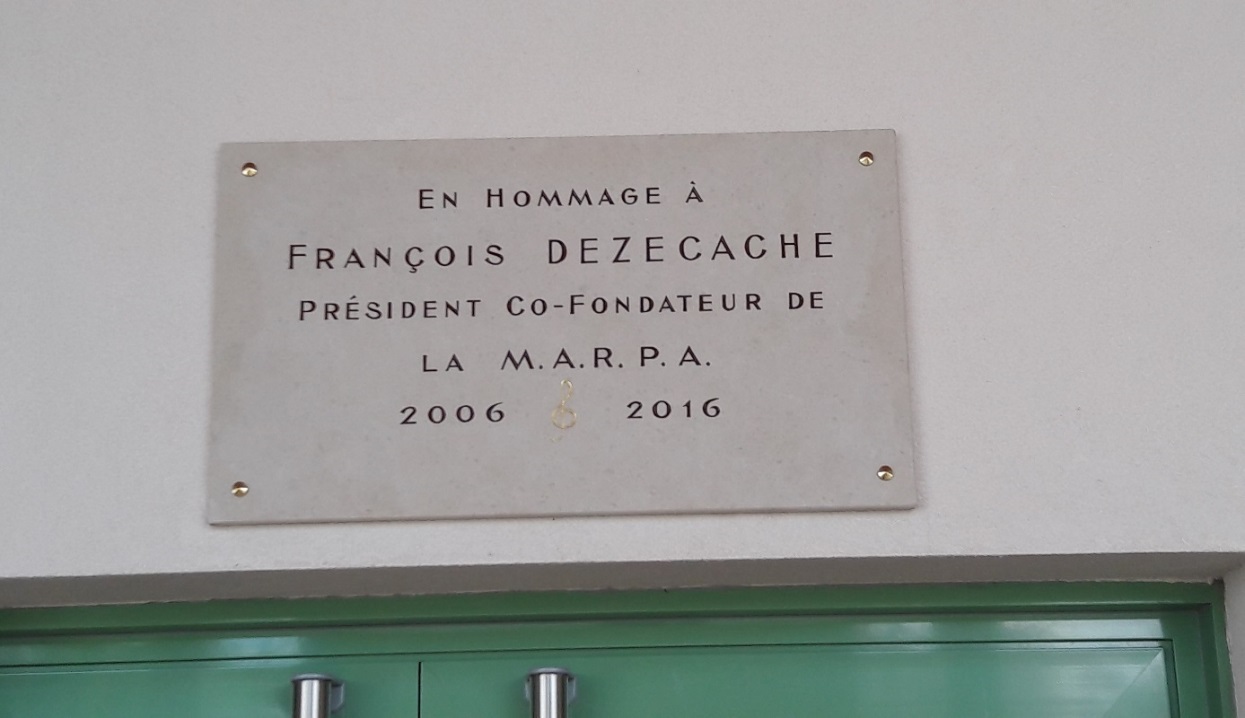 En Hommage à
François DEZECACHE
Président Co-Fondateur de
la M.A.R.P.A.
2006 2016